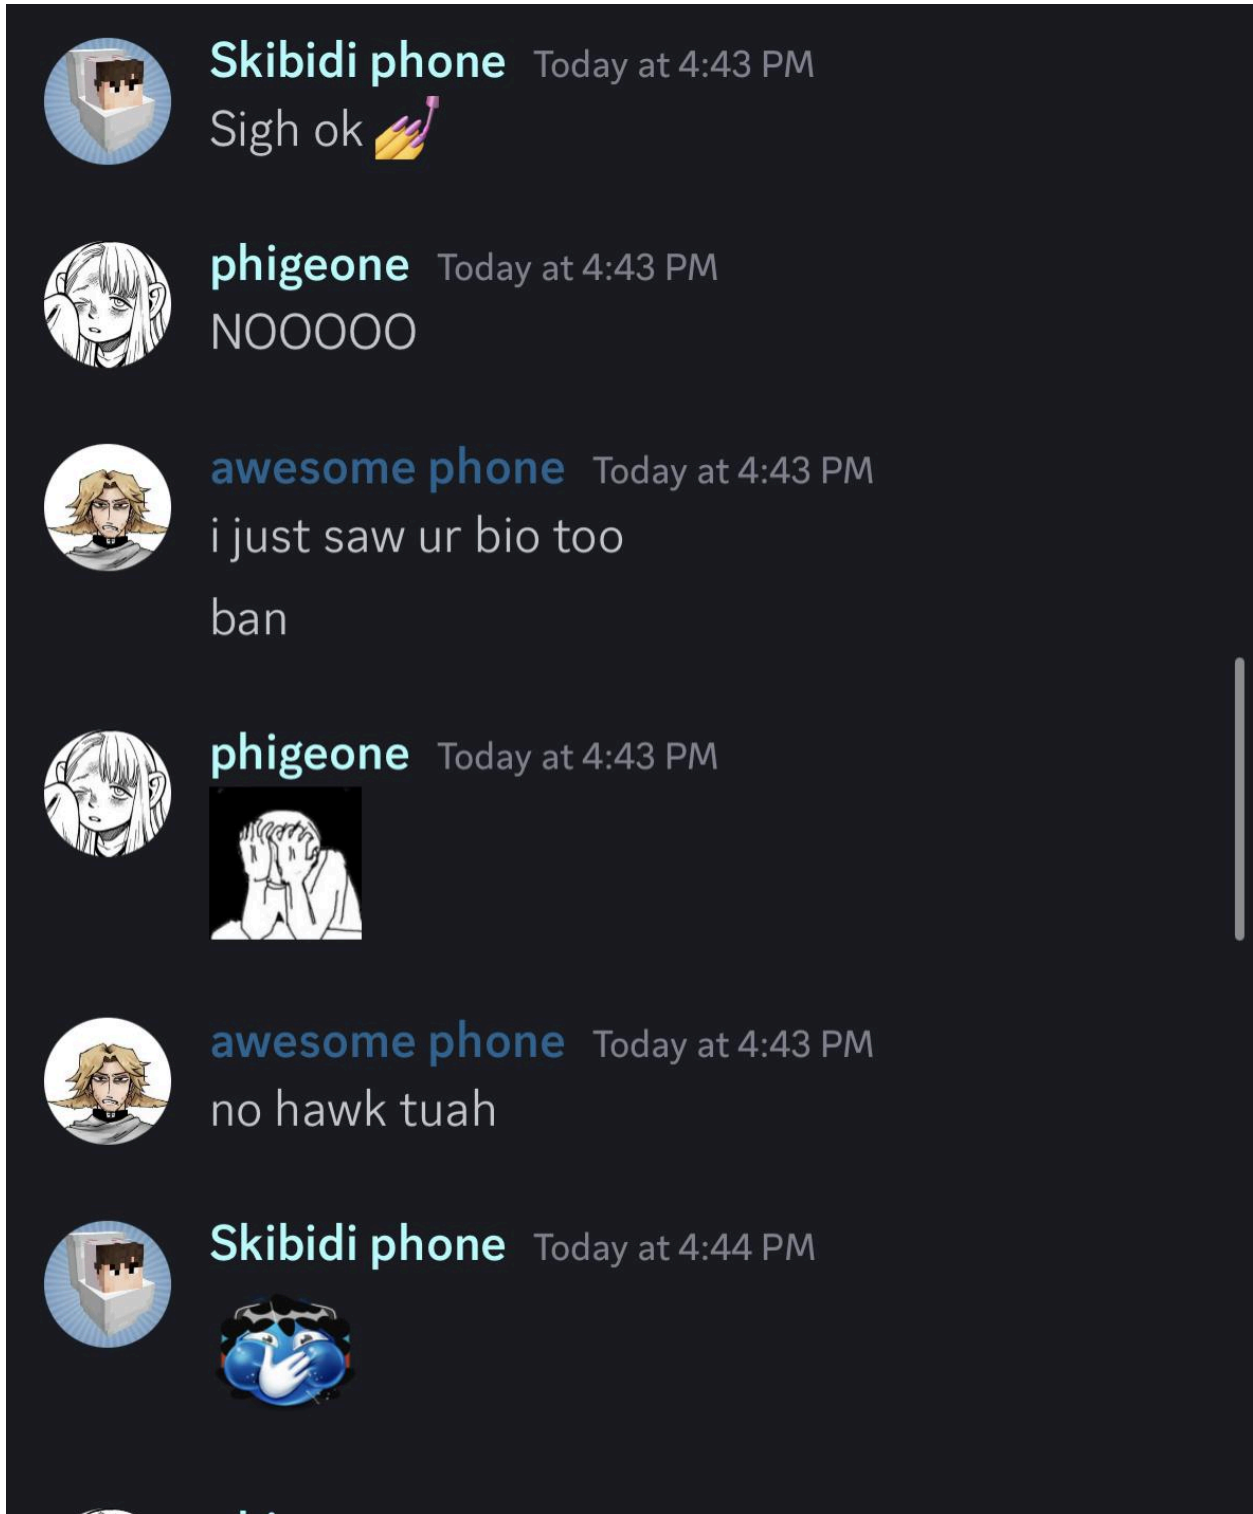 Skibidi phone Today at 4:43 PM
Sigh ok 💅
phigeone Today at 4:43 PM
NOOOOO
awesome phone Today at 4:43 PM
i just saw ur bio too
ban
phigeone Today at 4:43 PM
awesome phone Today at 4:43 PM
no hawk tuah
Skibidi phone Today at 4:44 PM